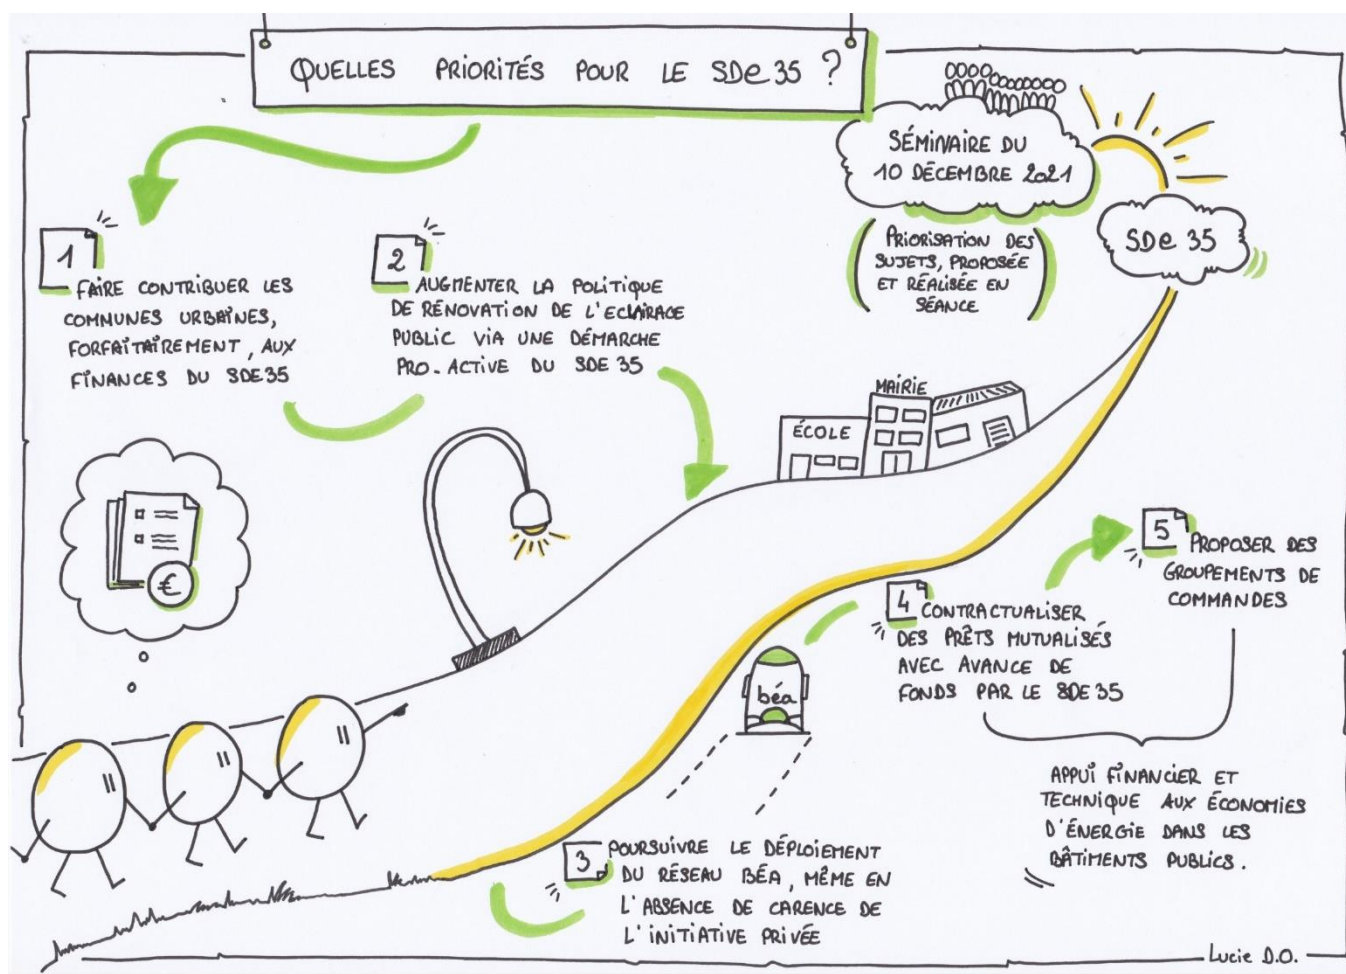 QUELLES PRIORITÉS POUR LE SDe 35 ?
SÉMINAIRE DU
10 DÉCEMBRE 2021
(PRIORISATION DES
SUJETS, PROPOSÉE
ET RÉALISÉE EN
SÉANCE)
SDe 35
1
FAIRE CONTRIBUER LES
COMMUNES URBAINES,
FORFAITAIREMENT, AUX
FINANCES DU SDE35
2
AUGMENTER LA POLITIQUE
DE RÉNOVATION DE L'ECLAIRAGE
PUBLIC VIA UNE DÉMARCHE
PRO-ACTIVE DU SDE 35
€
ÉCOLE
MAIRIE
béa
3
POURSUIVRE LE DÉPLOIEMENT
DU RÉSEAU BÉA, MÊME EN
L'ABSENCE DE CARENCE DE
L'INITIATIVE PRIVÉE
4
CONTRACTUALISER
DES PRÊTS MUTUALISÉS
AVEC AVANCE DE
FONDS PAR LE SDE 35
5
PROPOSER DES
GROUPEMENTS DE
COMMANDES
APPUI FINANCIER ET
TECHNIQUE AUX ÉCONOMIES
D'ÉNERGIE DANS LES
BÂTIMENTS PUBLICS.
Lucie D.O.